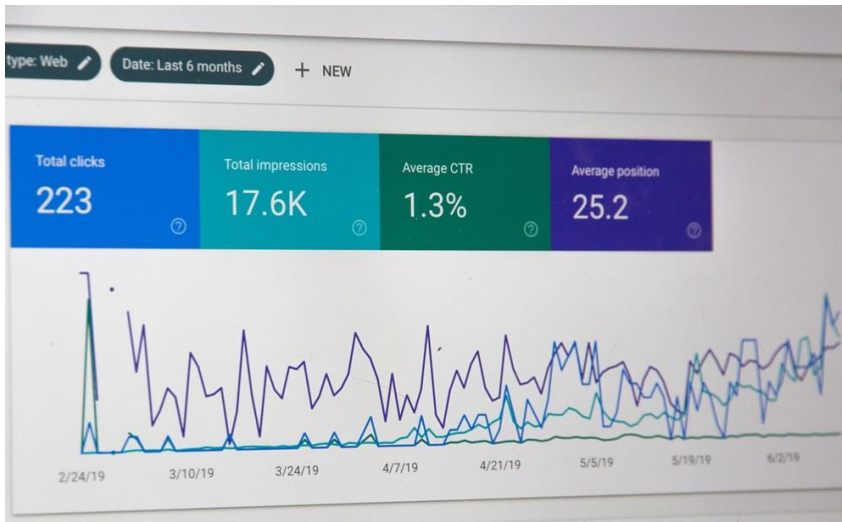 type: Web
Date: Last 6 months
+ NEW
Total clicks
223
Total impressions
17.6K
Average CTR
1.3%
Average position
25.2
2/24/19
3/10/19
3/24/19
4/7/19
4/21/19
5/5/19
5/19/19
6/2/19